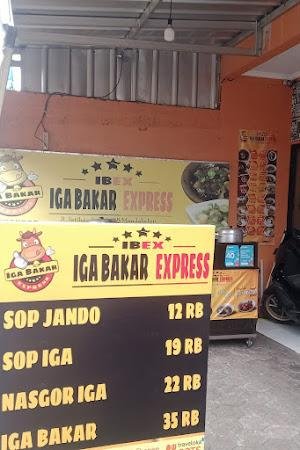 IBEX
IGA BAKAR EXPRESS
IGA BAKAR
IBEX
IGA BAKAR EXPRESS
IGA BAKAR
EXPRESS
SOP JANDO 12 RB
SOP IGA 19 RB
NASGOR IGA 22 RB
IGA BAKAR 35 RB
traveloka